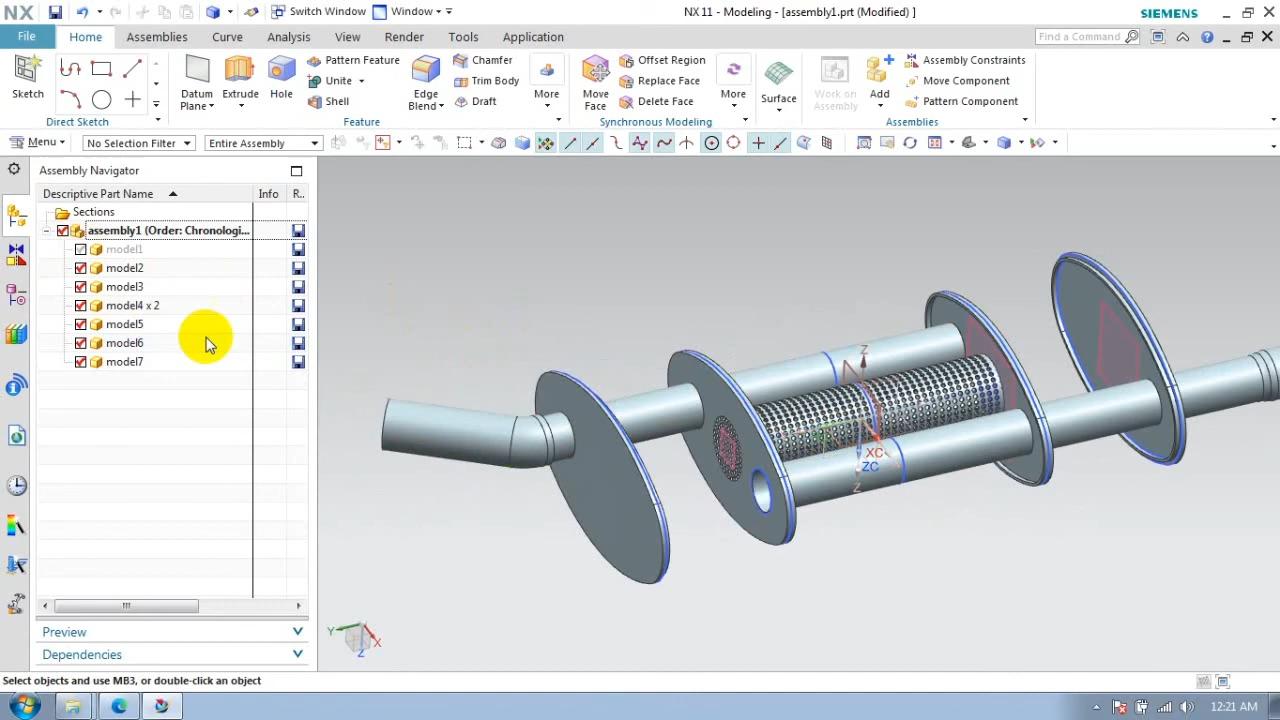 NX Switch Window Window NX 11 - Modeling - [assembly1.prt (Modified) ] SIEMENS
File Home Assemblies Curve Analysis View Render Tools Application Find a Command
Sketch
Direct Sketch
Datum Plane
Extrude
Hole
Pattern Feature
Unite
Shell
Edge Blend
Chamfer
Trim Body
Draft
More
Feature
Move Face
Offset Region
Replace Face
Delete Face
More
Synchronous Modeling
Surface
Work on Assembly
Add
Assembly Constraints
Move Component
Pattern Component
Assemblies
Menu No Selection Filter Entire Assembly
Assembly Navigator
Descriptive Part Name Info R..
Sections
assembly1 (Order: Chronologi...
model1
model2
model3
model4 x 2
model5
model6
model7
Preview
Dependencies
Z
XC
ZC
Z
Y
X
Z
Select objects and use MB3, or double-click an object
12:21 AM